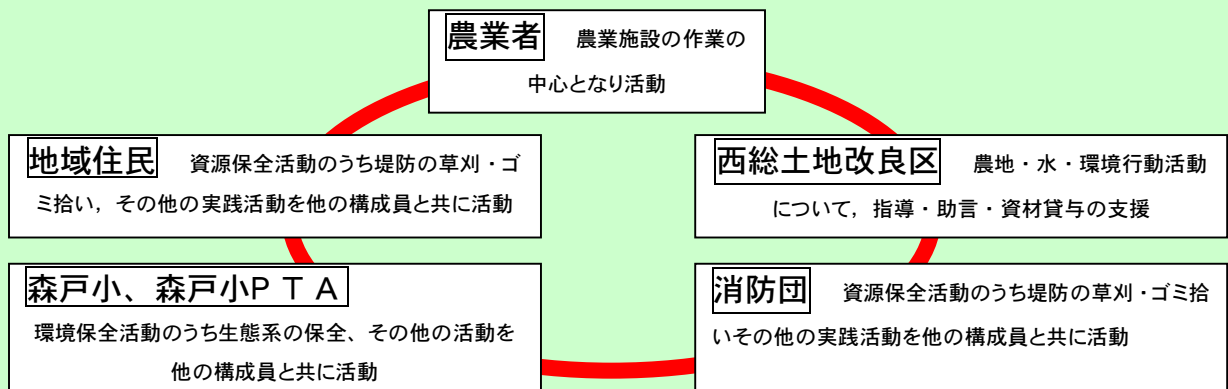 農業者 農業施設の作業の
中心となり活動
地域住民 資源保全活動のうち堤防の草刈・ゴ
ミ拾い，その他の実践活動を他の構成員と共に活動
西総土地改良区 農地・水・環境行動活動
について，指導・助言・資材貸与の支援
森戸小、森戸小ＰＴＡ
環境保全活動のうち生態系の保全、その他の活動を
他の構成員と共に活動
消防団 資源保全活動のうち堤防の草刈・ゴミ拾
いその他の実践活動を他の構成員と共に活動